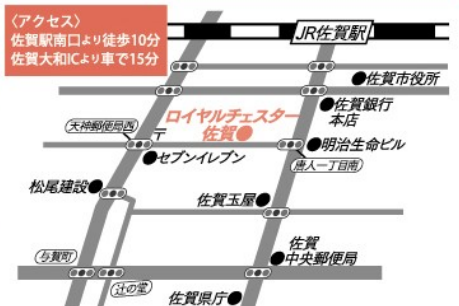 〈アクセス〉
佐賀駅南口より徒歩10分
佐賀大和ICより車で15分
JR佐賀駅
佐賀市役所
佐賀銀行
本店
ロイヤルチェスター
佐賀
天神郵便局西
〒
明治生命ビル
セブンイレブン
唐人一丁目南
松尾建設
佐賀玉屋
与賀町
佐賀
中央郵便局
辻の堂
佐賀県庁